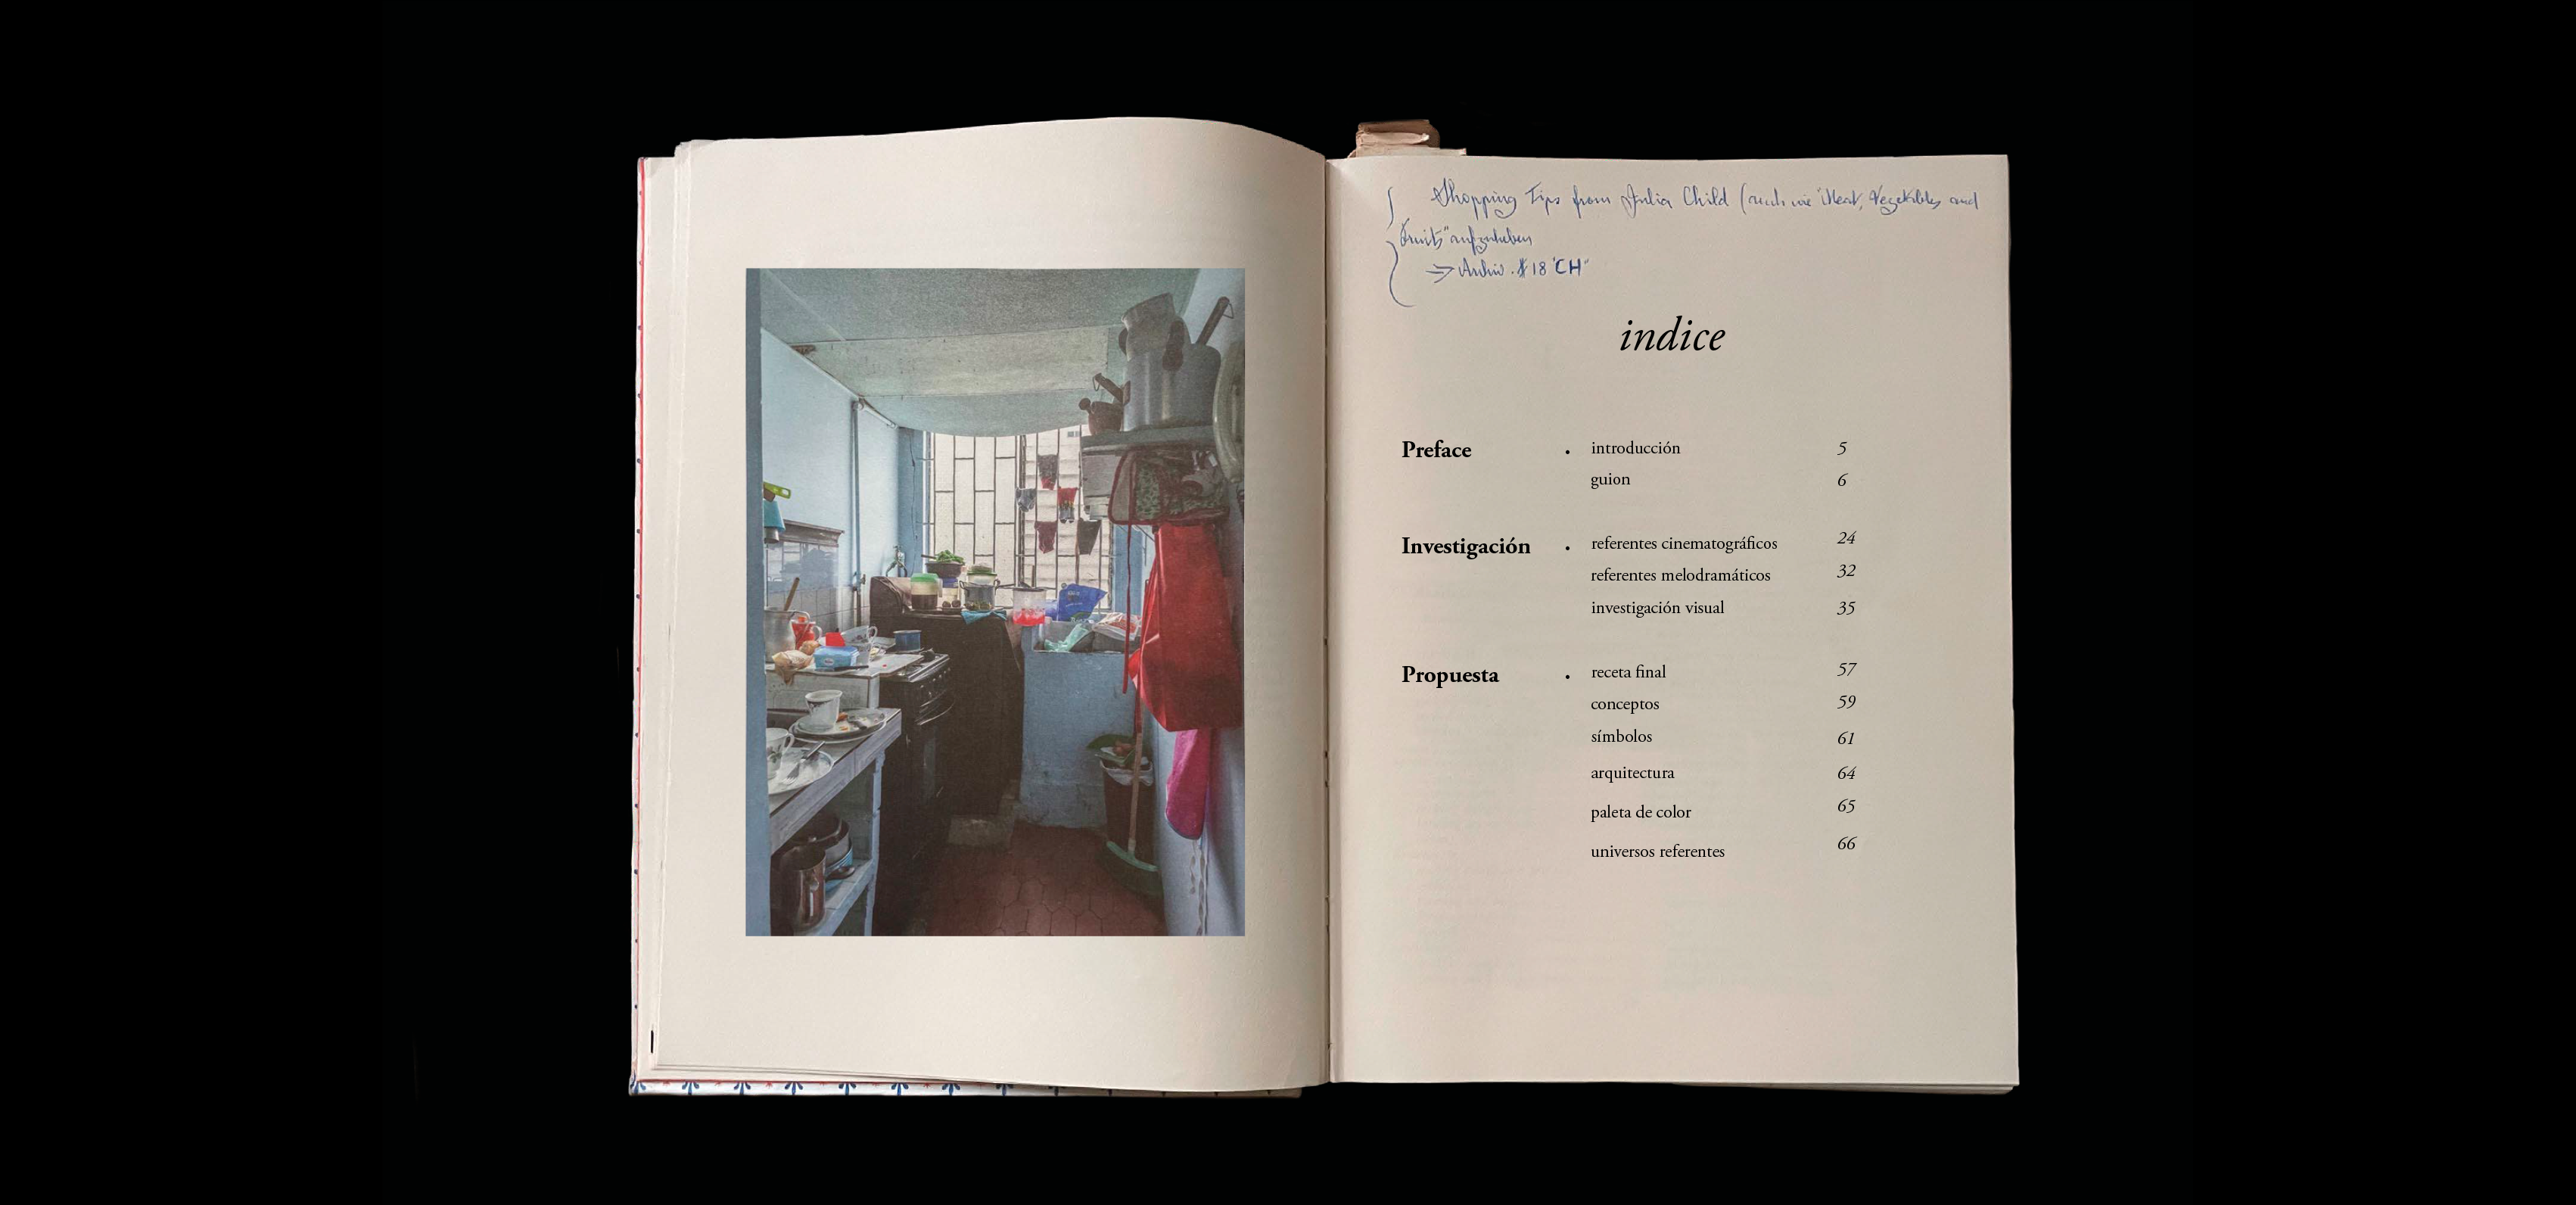 Shopping Tips from Julia Child (auch wie "Meat, Vegetables and
Fruits" aufzuheben
18 "CH"
indice
Preface . introducción 5
guion 6
Investigación . referentes cinematográficos 24
referentes melodramáticos 32
investigación visual 35
Propuesta . receta final 57
conceptos 59
símbolos 61
arquitectura 64
paleta de color 65
universos referentes 66